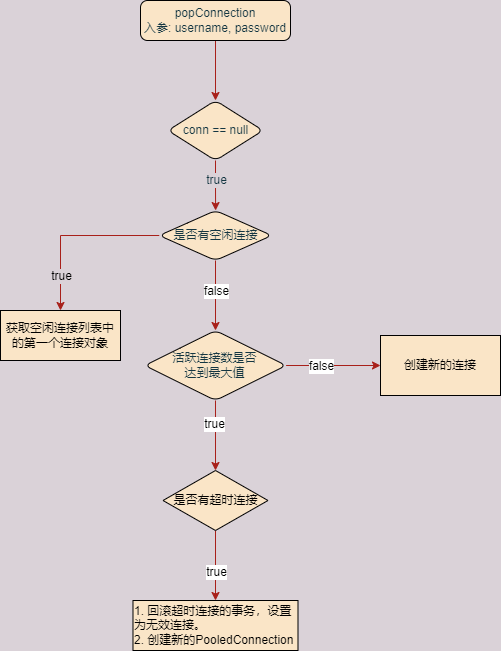 popConnection
入参: username, password
conn == null
true
是否有空闲连接
true
false
获取空闲连接列表中
的第一个连接对象
活跃连接数是否
达到最大值
false
创建新的连接
true
是否有超时连接
true
1. 回滚超时连接的事务，设置
为无效连接。
2. 创建新的PooledConnection